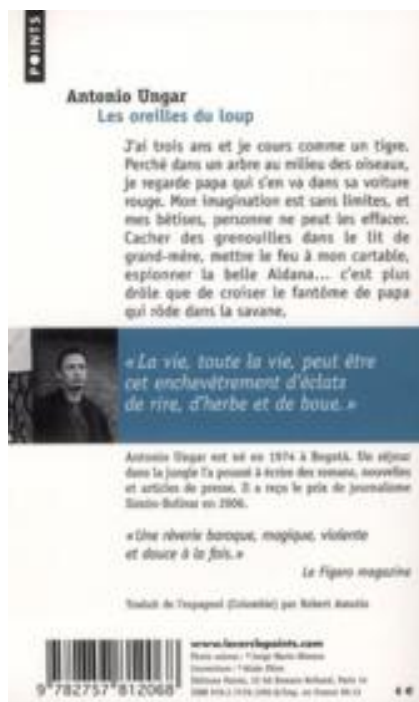 POINTS
Antonio Ungar
Les oreilles du loup
J'ai trois ans et je cours comme un tigre.
Perché dans un arbre au milieu des oiseaux,
je regarde papa qui s'en va dans sa voiture
rouge. Mon imagination est sans limites, et
mes bêtises, personne ne peut les effacer.
Cacher des grenouilles dans le lit de
grand-mère, mettre le feu à mon cartable,
espionner la belle Aldana... c'est plus
drôle que de croiser le fantôme de papa
qui rôde dans la savane.
« La vie, toute la vie, peut être
cet enchevêtrement d'éclats
de rire, d'herbe et de boue. »
Antonio Ungar est né en 1974 à Bogotá. Un séjour
dans la jungle l'a poussé à écrire des romans, nouvelles
et articles de presse. Il a reçu le prix de journalisme
Simón-Bolívar en 2006.
« Une rêverie baroque, magique, violente
et douce à la fois. »
Le Figaro magazine
Traduit de l'espagnol (Colombie) par Robert Amutio
www.lecerclepoints.com
9 782757 812068